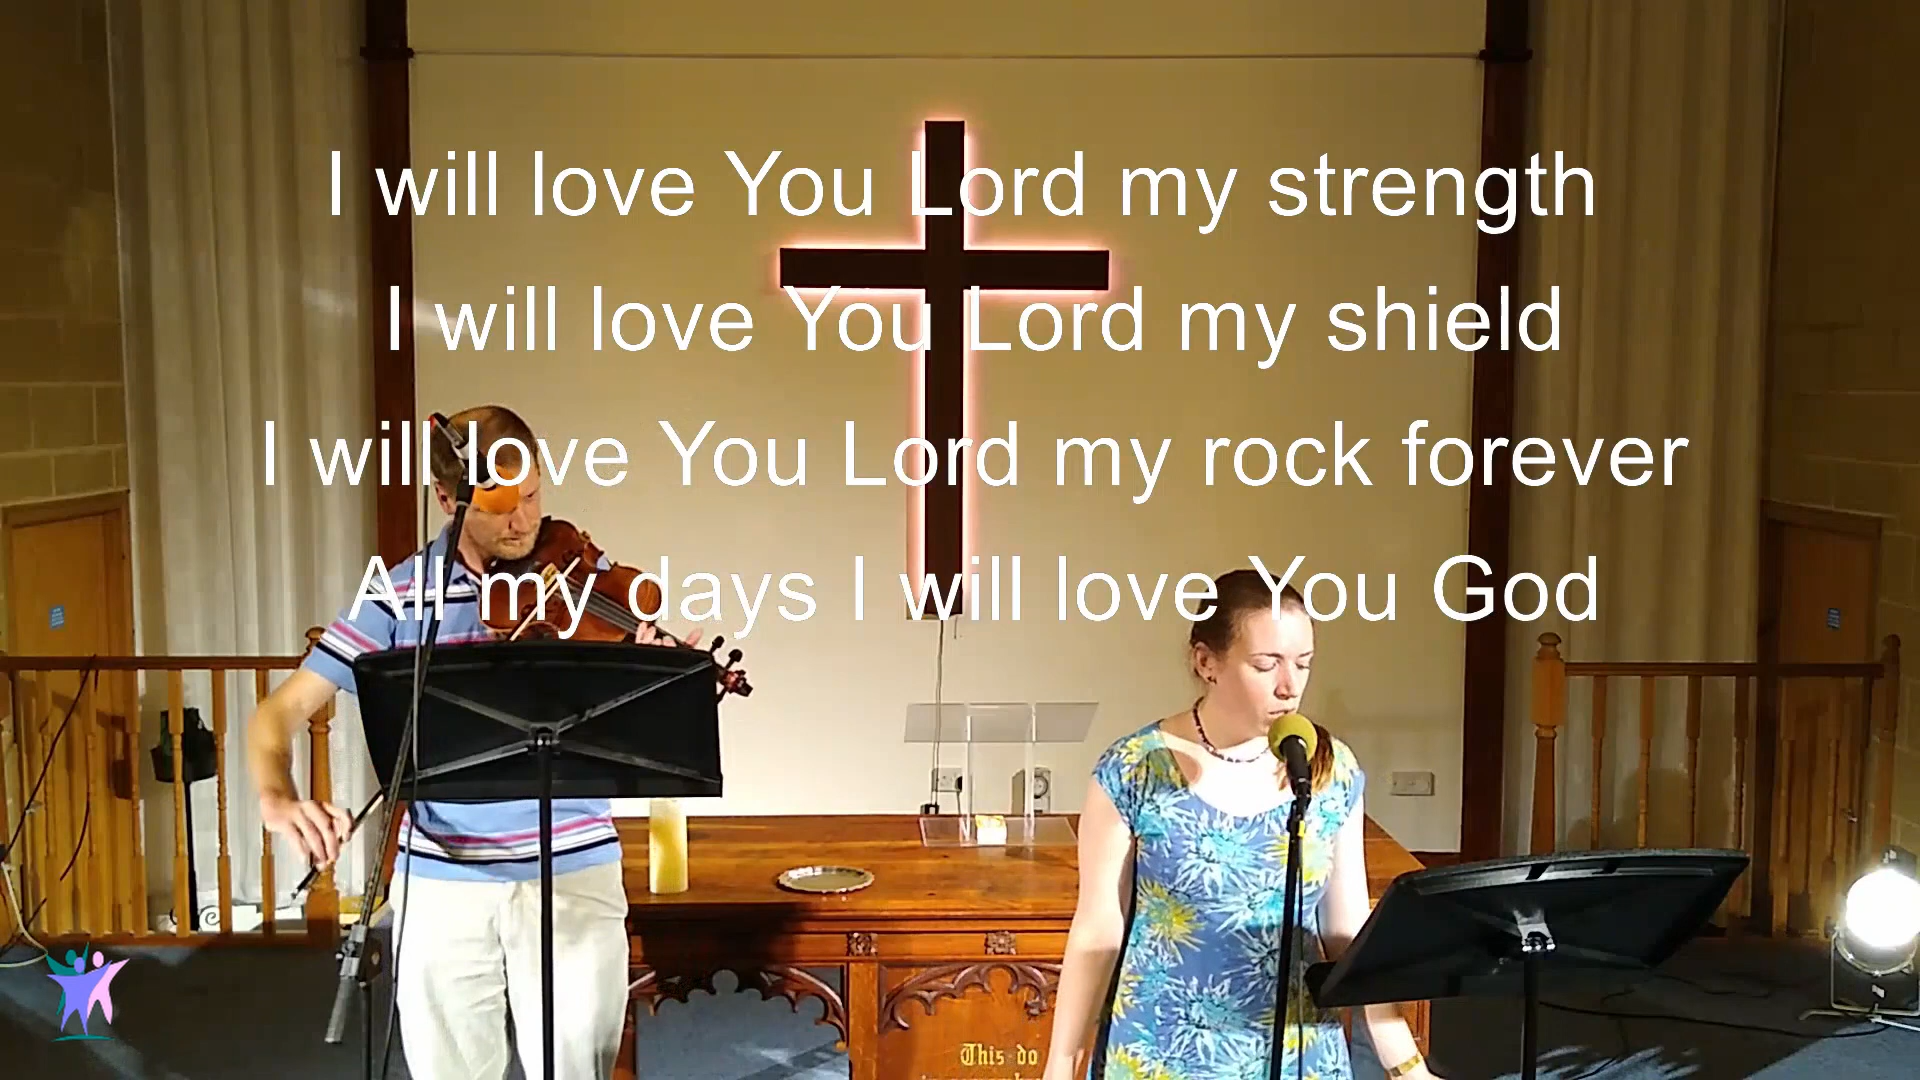 I will love You Lord my strength
I will love You Lord my shield
I will love You Lord my rock forever
All my days I will love You God
This do